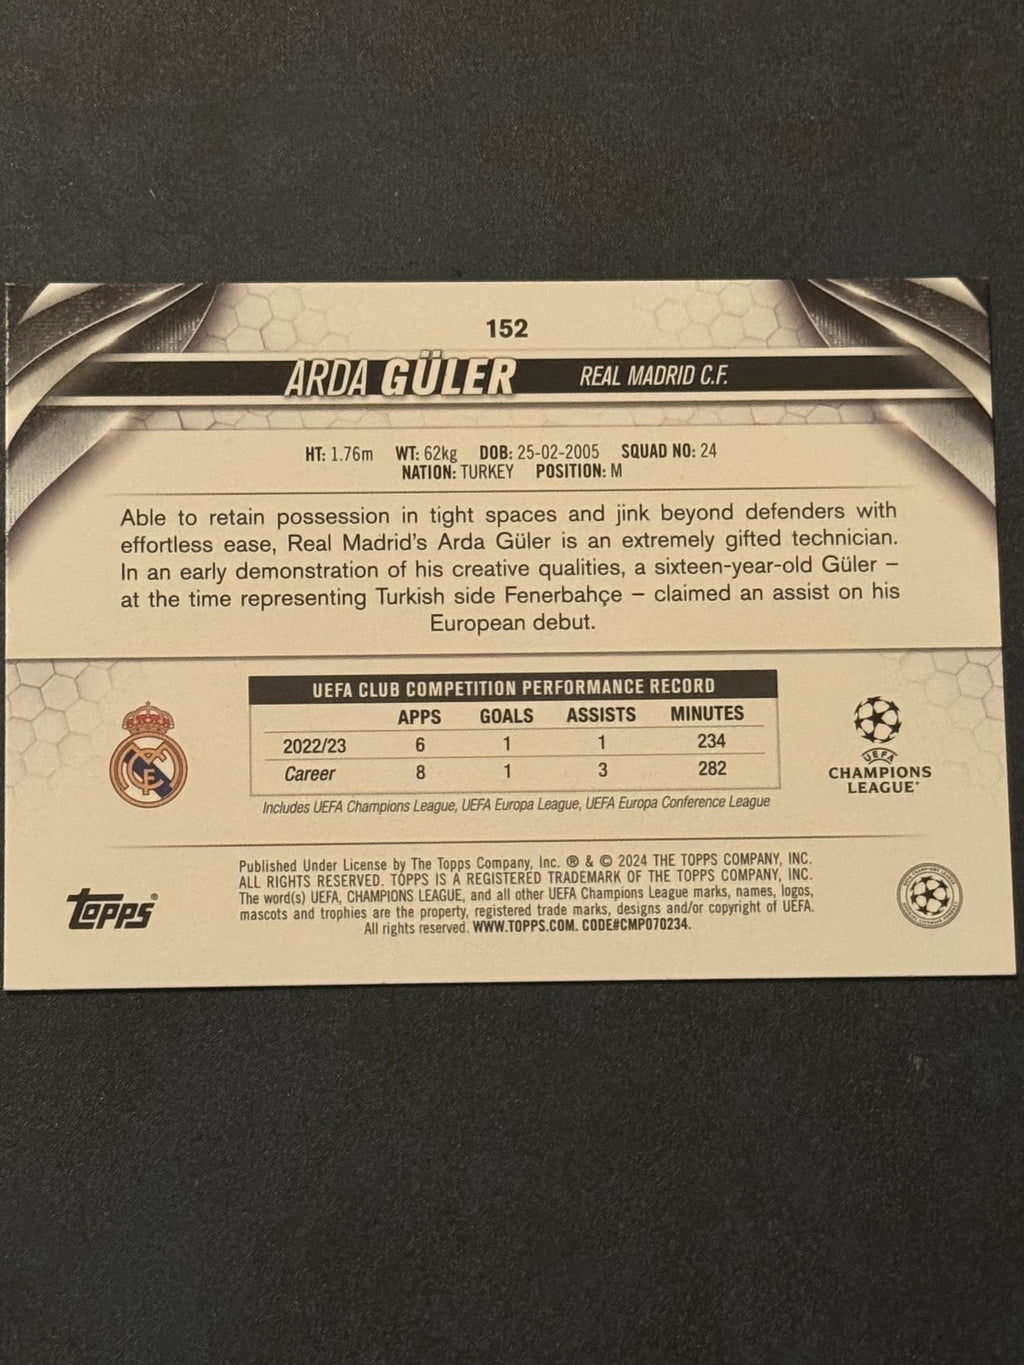 152
ARDA GÜLER REAL MADRID C.F.
HT: 1.76m WT: 62kg DOB: 25-02-2005 SQUAD NO: 24
NATION: TURKEY POSITION: M
Able to retain possession in tight spaces and jink beyond defenders with
effortless ease, Real Madrid's Arda Güler is an extremely gifted technician.
In an early demonstration of his creative qualities, a sixteen-year-old Güler –
at the time representing Turkish side Fenerbahçe – claimed an assist on his
European debut.
UEFA CLUB COMPETITION PERFORMANCE RECORD
APPS GOALS ASSISTS MINUTES
2022/23 6 1 1 234
Career 8 1 3 282
Includes UEFA Champions League, UEFA Europa League, UEFA Europa Conference League
UEFA
CHAMPIONS
LEAGUE®
Published Under License by The Topps Company, Inc. ® & © 2024 THE TOPPS COMPANY, INC.
ALL RIGHTS RESERVED. TOPPS IS A REGISTERED TRADEMARK OF THE TOPPS COMPANY, INC.
The word(s) UEFA, CHAMPIONS LEAGUE, and all other UEFA Champions League marks, names, logos,
mascots and trophies are the property, registered trade marks, designs and/or copyright of UEFA.
All rights reserved. WWW.TOPPS.COM. CODE#CMP070234.
TOPPS®